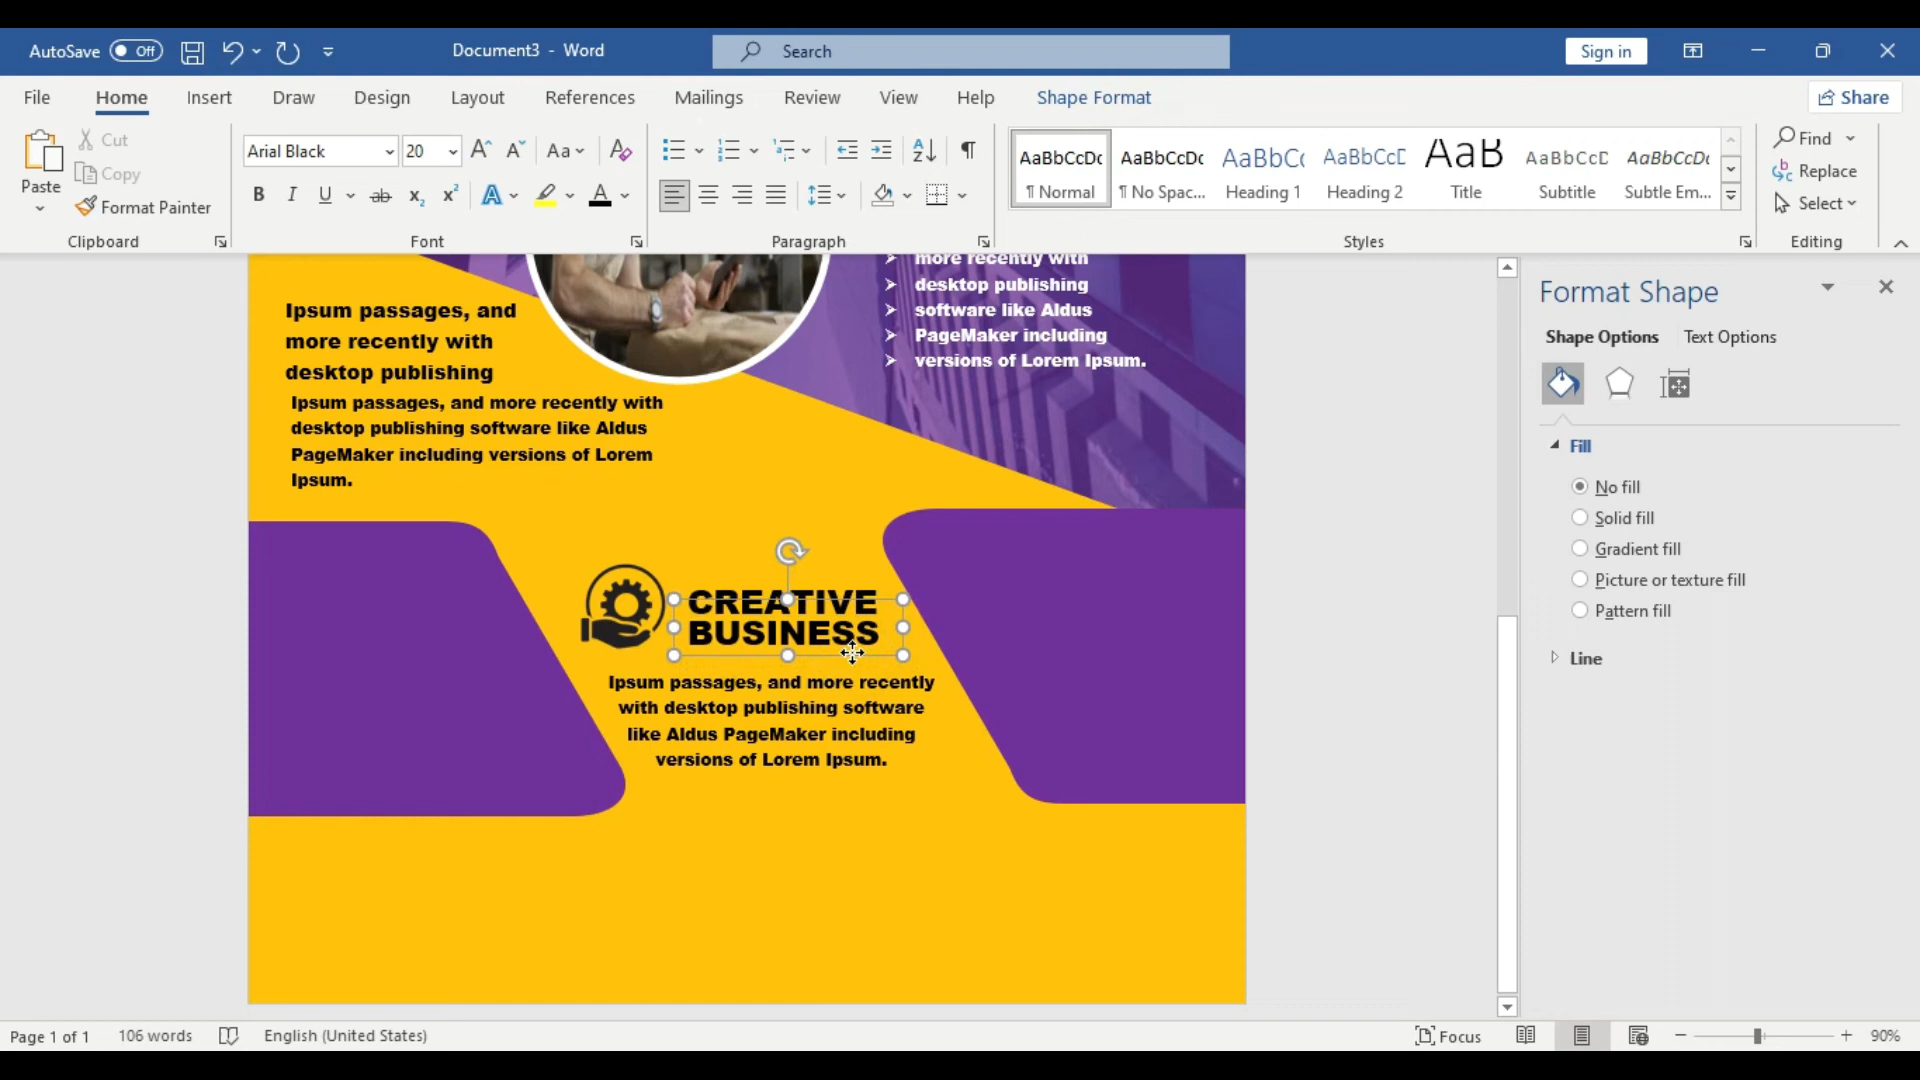 AutoSave Off Document3 - Word Search Sign in
File Home Insert Draw Design Layout References Mailings Review View Help Shape Format Share
Paste
Cut
Copy
Format Painter
Clipboard
Arial Black 20
Font
Paragraph
AaBbCcDc AaBbCcDc AaBbC( AaBbCcE AaB AaBbCcD AaBbCcDc
¶ Normal ¶ No Spac... Heading 1 Heading 2 Title Subtitle Subtle Em...
Styles
Find
Replace
Select
Editing
more recently with
desktop publishing
software like Aldus
PageMaker including
versions of Lorem Ipsum.
Ipsum passages, and
more recently with
desktop publishing
Ipsum passages, and more recently with
desktop publishing software like Aldus
PageMaker including versions of Lorem
Ipsum.
CREATIVE
BUSINESS
Ipsum passages, and more recently
with desktop publishing software
like Aldus PageMaker including
versions of Lorem Ipsum.
Format Shape
Shape Options Text Options
Fill
No fill
Solid fill
Gradient fill
Picture or texture fill
Pattern fill
Line
Page 1 of 1 106 words English (United States) Focus 90%